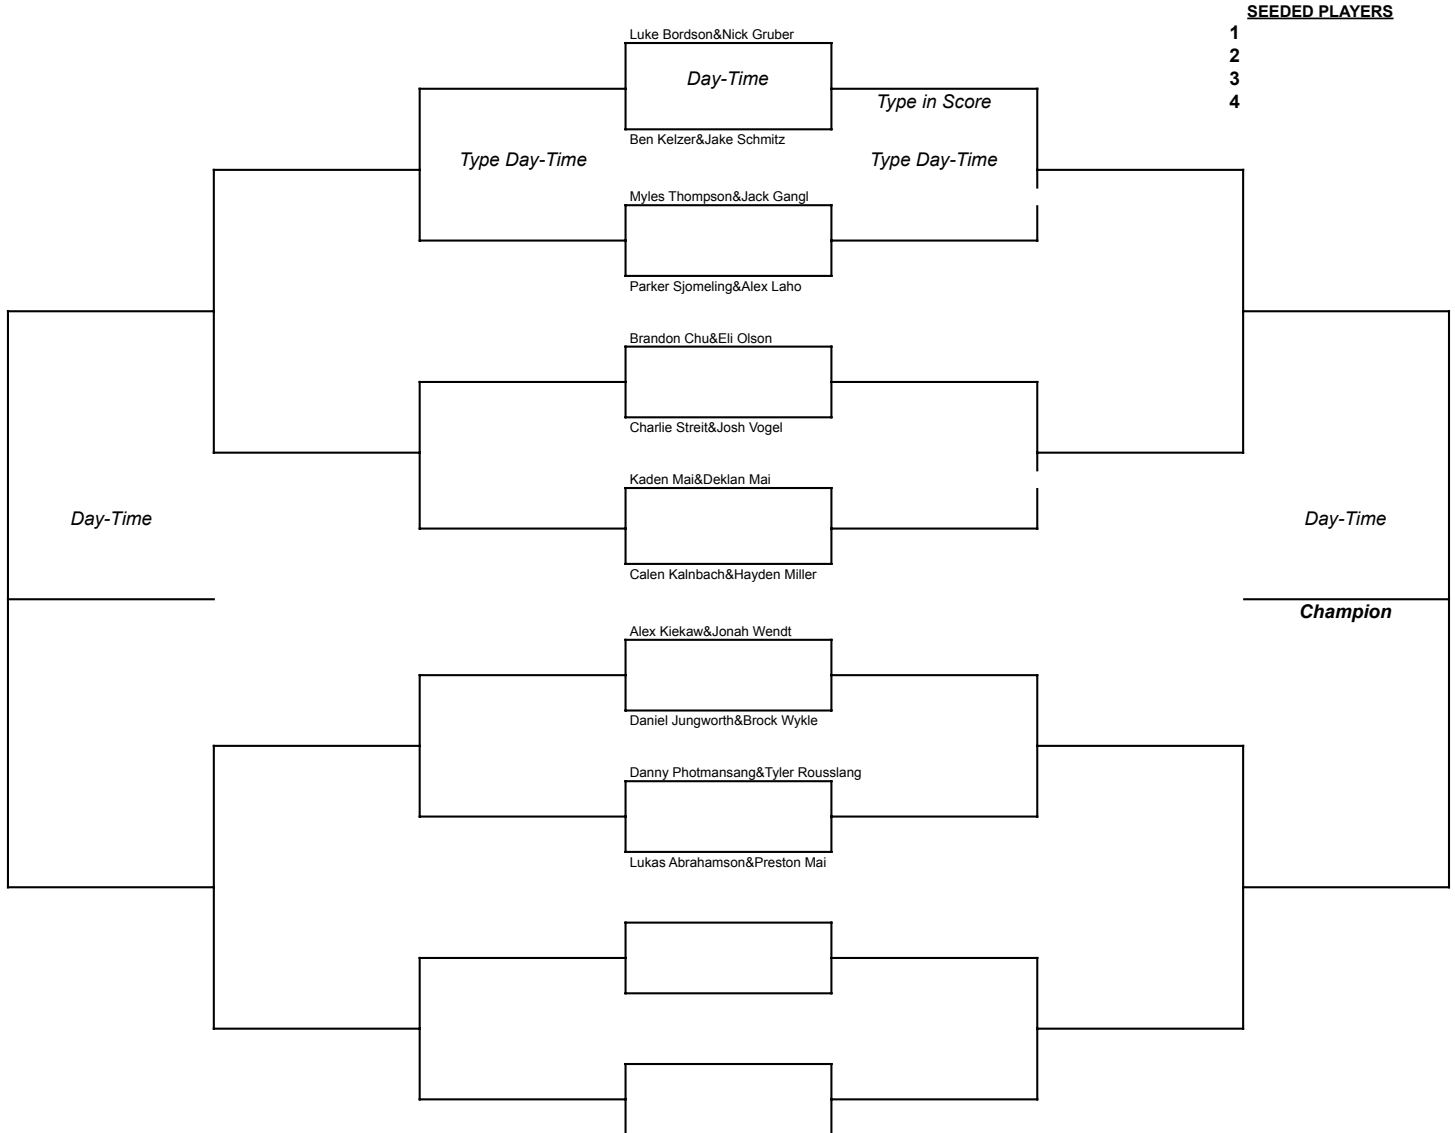 SEEDED PLAYERS
1
2
3
4
Luke Bordson&Nick Gruber
Day-Time
Type in Score
Ben Kelzer&Jake Schmitz
Type Day-Time
Type Day-Time
Myles Thompson&Jack Gangl
Parker Sjomeling&Alex Laho
Brandon Chu&Eli Olson
Charlie Streit&Josh Vogel
Kaden Mai&Deklan Mai
Day-Time
Day-Time
Calen Kalnbach&Hayden Miller
Champion
Alex Kiekaw&Jonah Wendt
Daniel Jungworth&Brock Wykle
Danny Photmansang&Tyler Rousslang
Lukas Abrahamson&Preston Mai